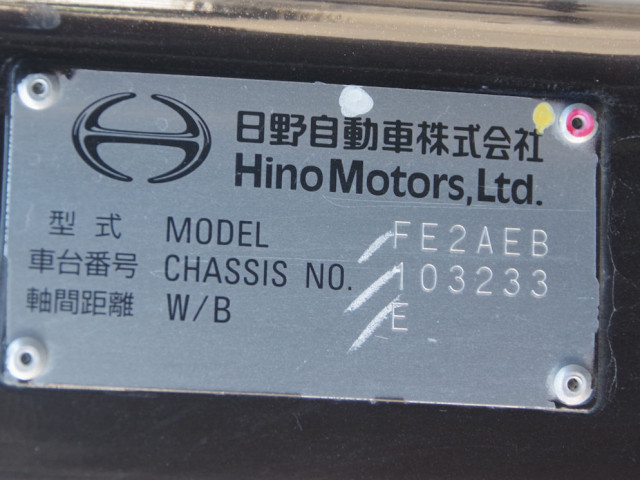 日野自動車株式会社
Hino Motors, Ltd.
型式 MODEL FE2AEB
車台番号 CHASSIS NO. 103233
軸間距離 W/B E